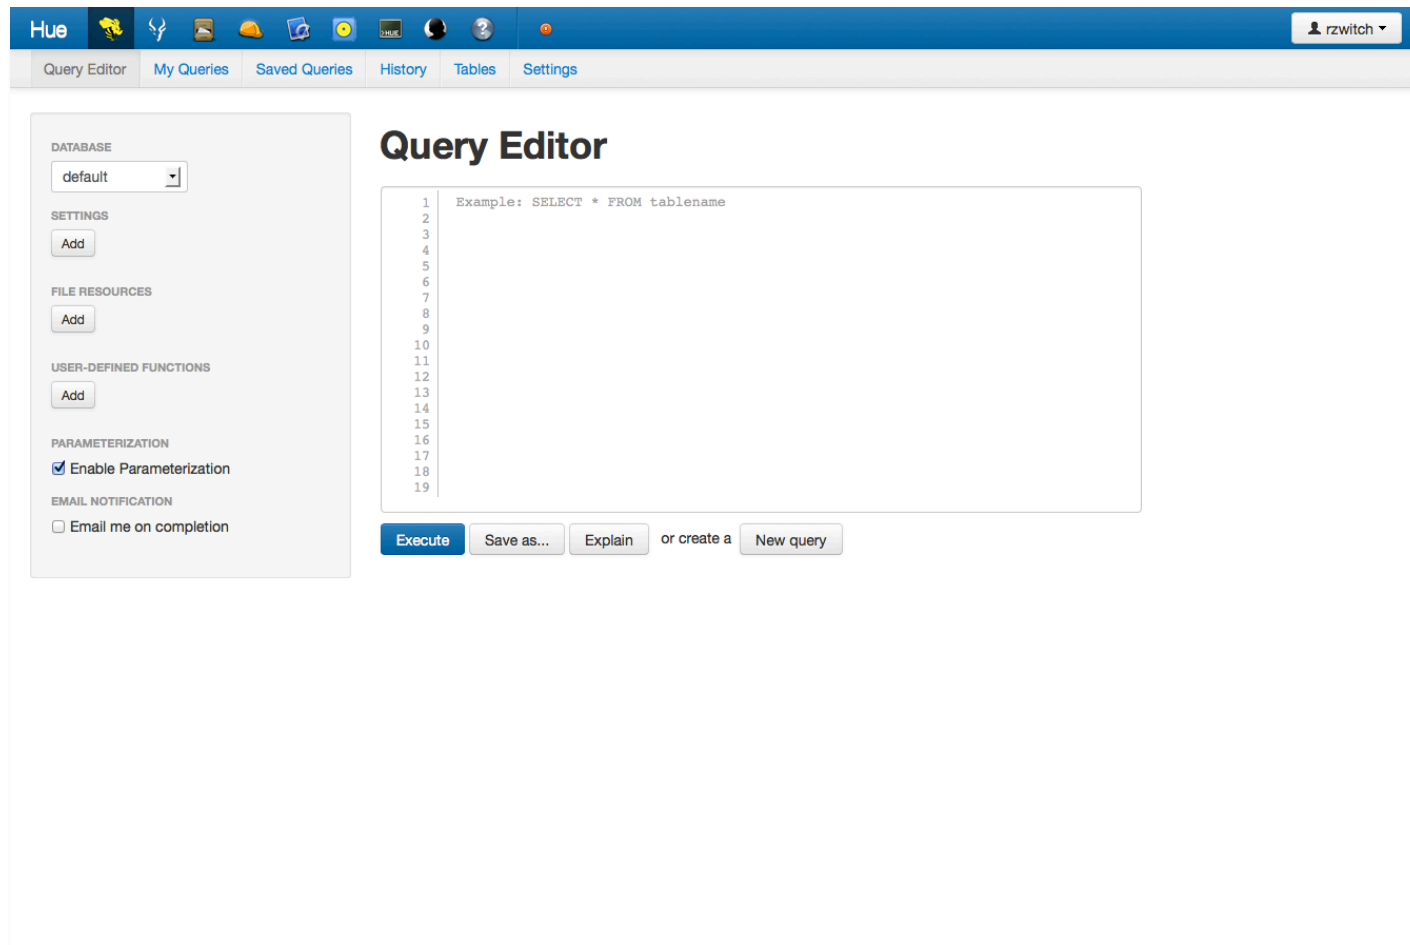 Hue
>HUE
?
rzwitch
Query Editor My Queries Saved Queries History Tables Settings
DATABASE
default
SETTINGS
Add
FILE RESOURCES
Add
USER-DEFINED FUNCTIONS
Add
PARAMETERIZATION
Enable Parameterization
EMAIL NOTIFICATION
Email me on completion
Query Editor
1 Example: SELECT * FROM tablename
2
3
4
5
6
7
8
9
10
11
12
13
14
15
16
17
18
19
Execute Save as... Explain or create a New query